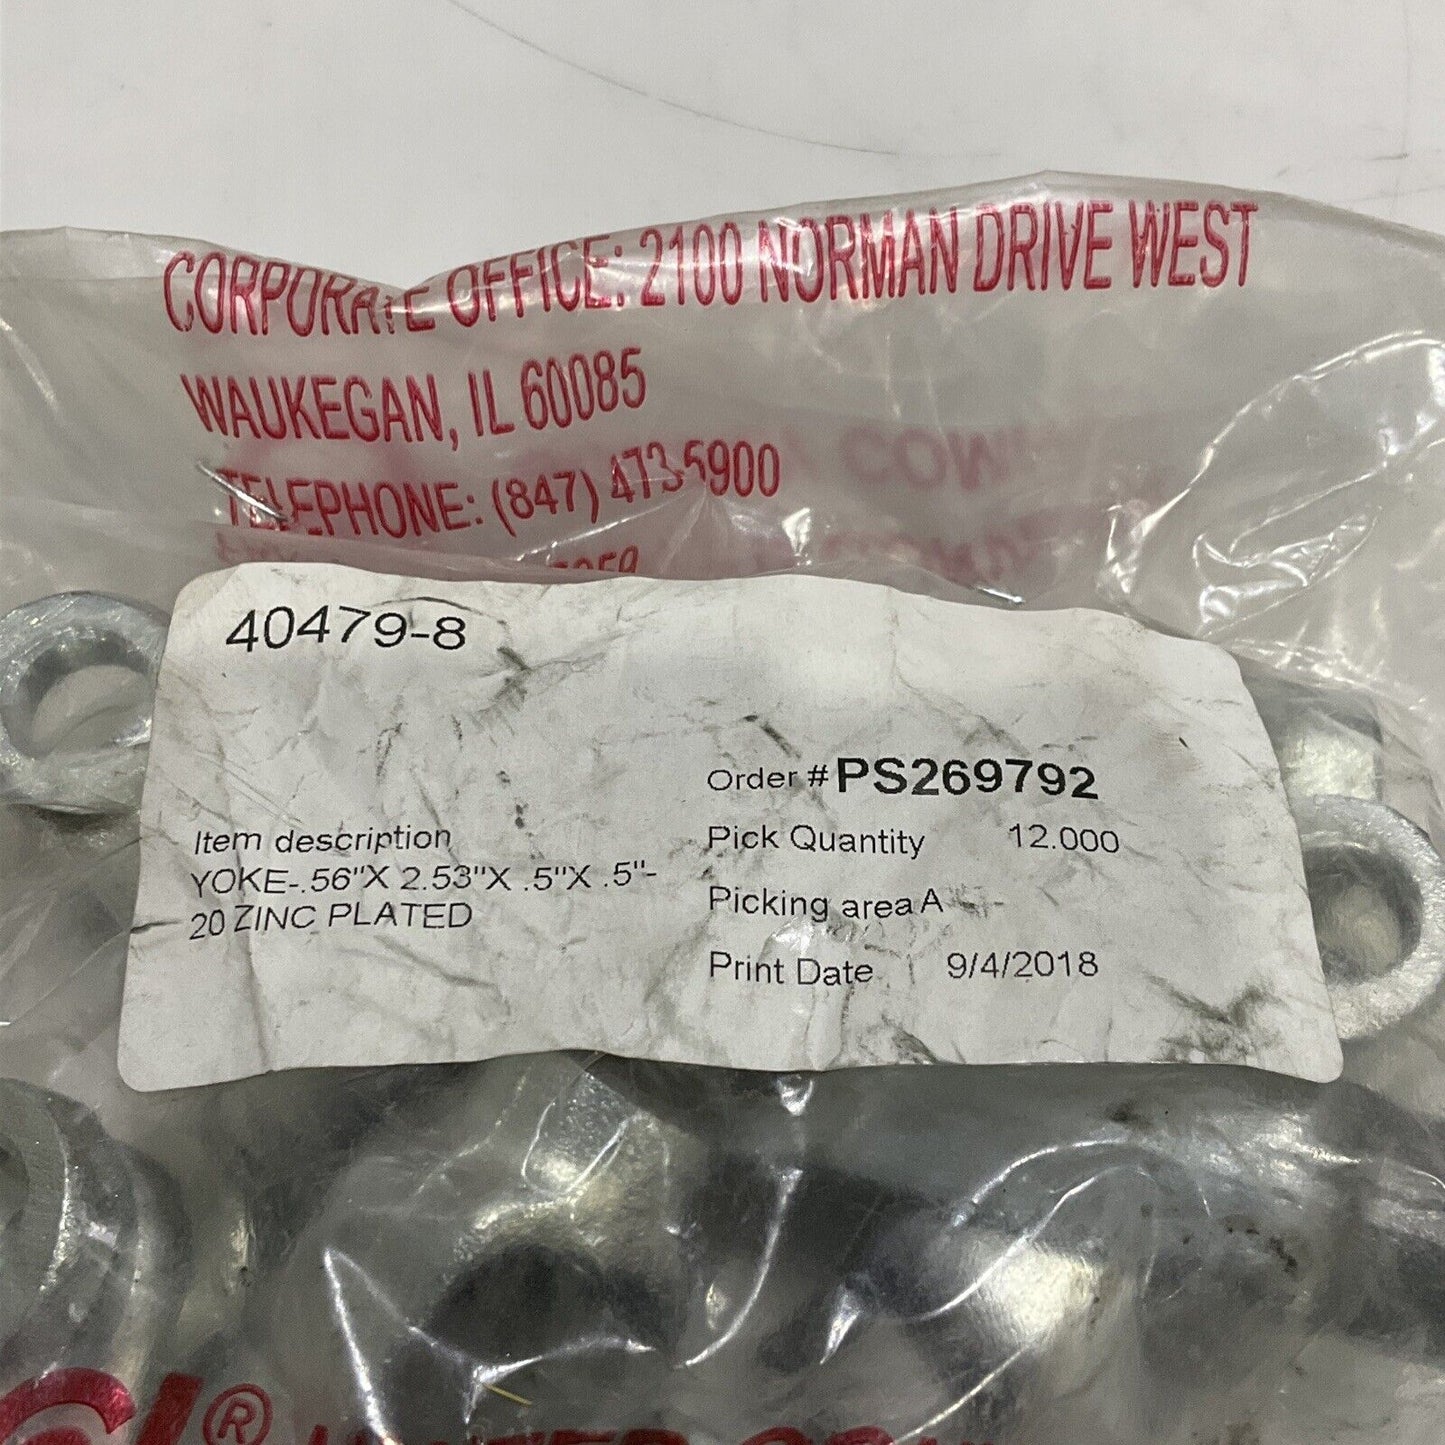 CORPORATE OFFICE: 2100 NORMAN DRIVE WEST
WAUKEGAN, IL 60085
TELEPHONE: (847) 473-5900
40479-8
Order # PS269792
Item description
Pick Quantity 12.000
YOKE-.56"X 2.53"X .5"X .5"-
Picking area A
20 ZINC PLATED
Print Date 9/4/2018
®